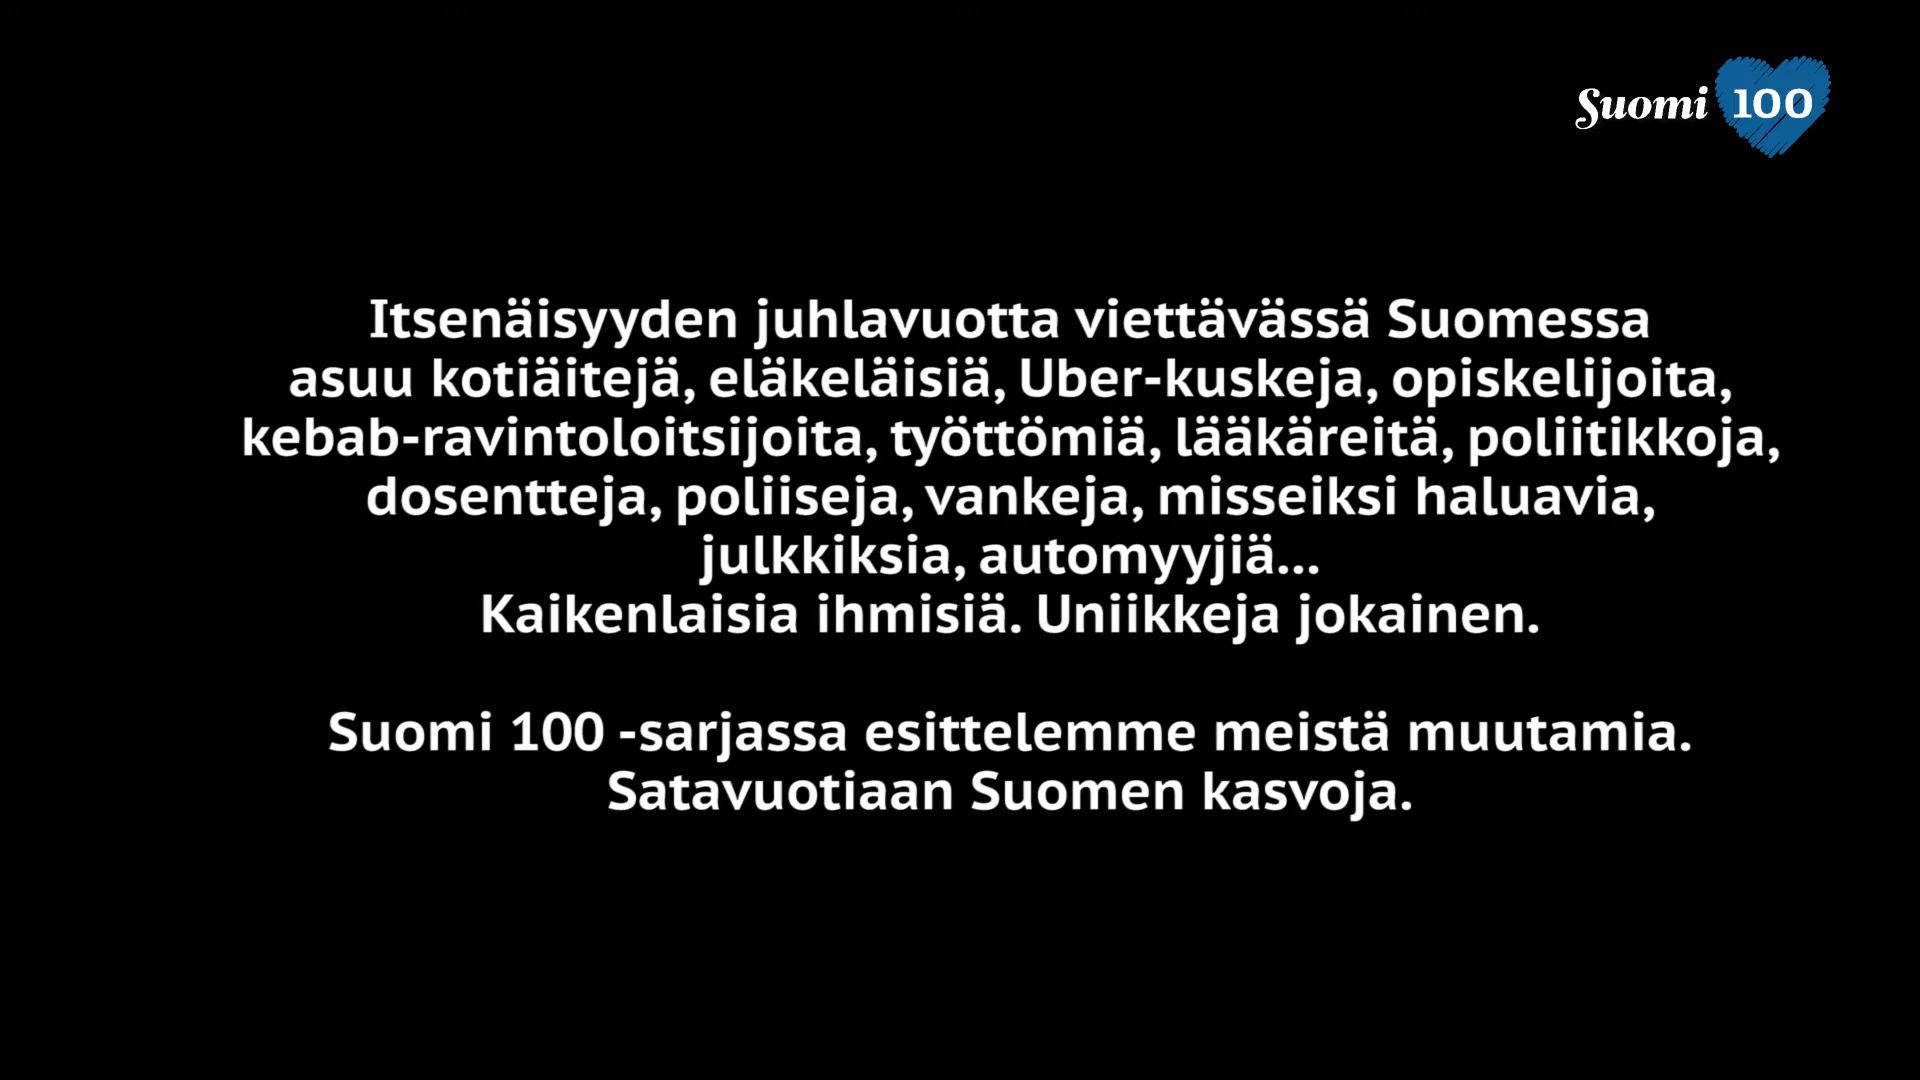 Suomi 100
Itsenäisyyden juhlavuotta viettävässä Suomessa
asuu kotiäitejä, eläkeläisiä, Uber-kuskeja, opiskelijoita,
kebab-ravintoloitsijoita, työttömiä, lääkäreitä, poliitikkoja,
dosentteja, poliiseja, vankeja, misseiksi haluavia,
julkkiksia, automyyjiä...
Kaikenlaisia ihmisiä. Uniikkeja jokainen.
Suomi 100 -sarjassa esittelemme meistä muutamia.
Satavuotiaan Suomen kasvoja.